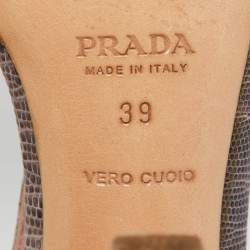 PRADA
MADE IN ITALY
39
VERO CUOIO